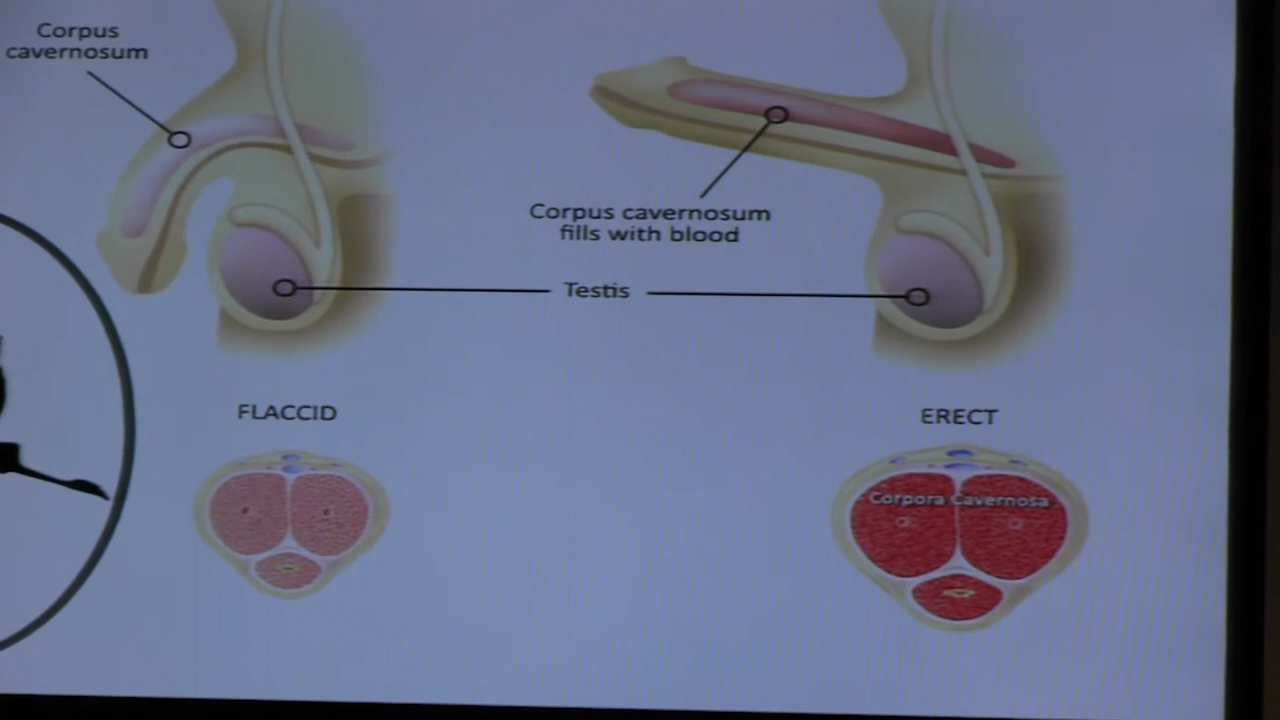 Corpus
cavernosum
Corpus cavernosum
fills with blood
Testis
FLACCID
ERECT
Corpora Cavernosa